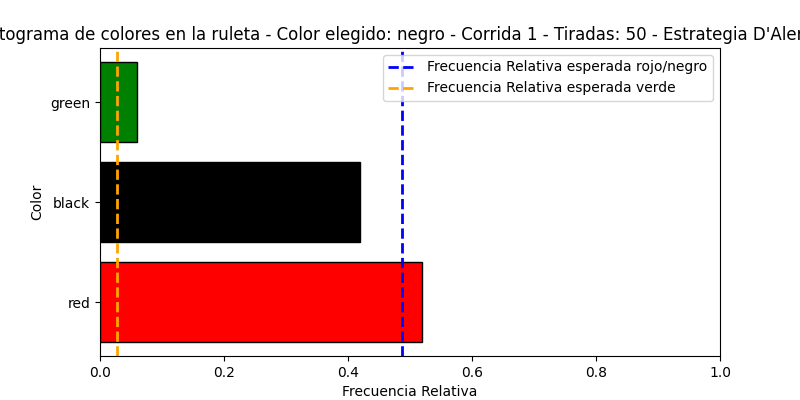 tograma de colores en la ruleta - Color elegido: negro - Corrida 1 - Tiradas: 50 - Estrategia D'Aler
Frecuencia Relativa esperada rojo/negro
Frecuencia Relativa esperada verde
green
black
red
Color
0.0 0.2 0.4 0.6 0.8 1.0
Frecuencia Relativa